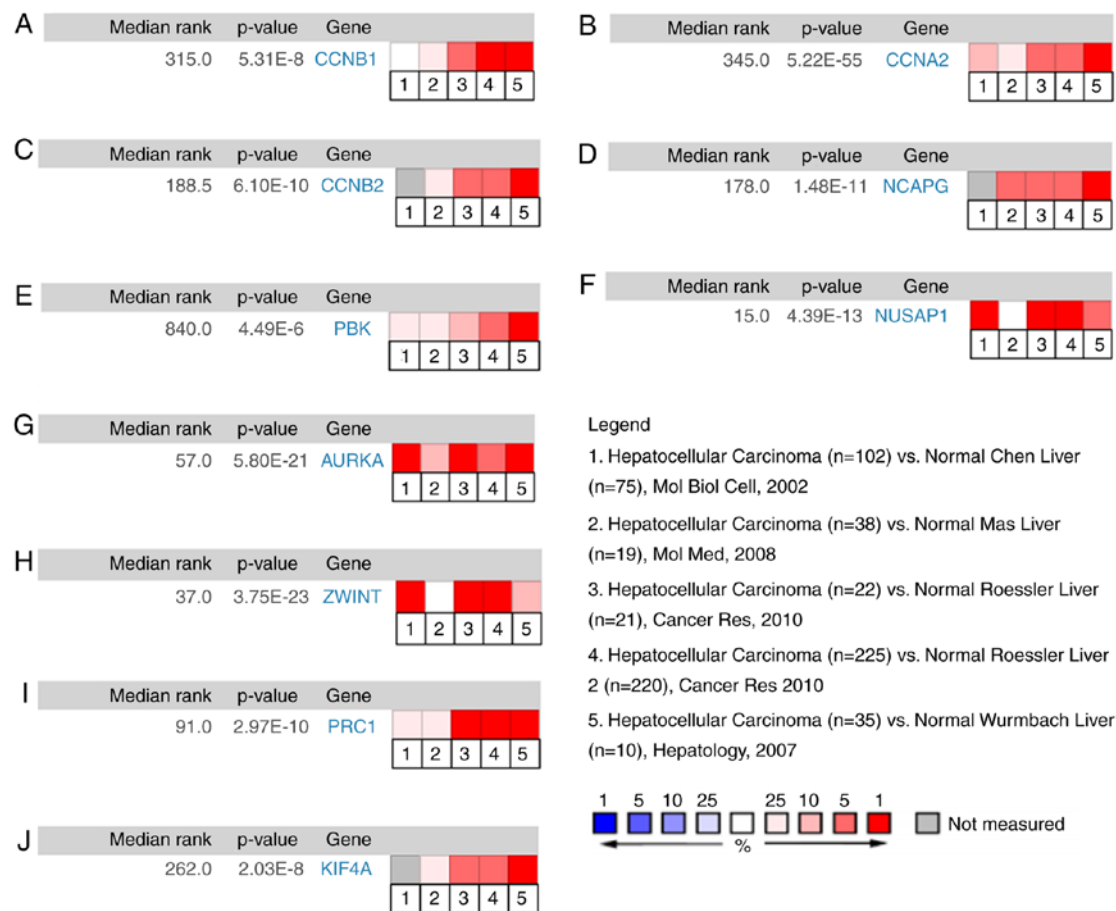 A
Median rank p-value Gene
315.0 5.31E-8 CCNB1
1 2 3 4 5
B
Median rank p-value Gene
345.0 5.22E-55 CCNA2
1 2 3 4 5
C
Median rank p-value Gene
188.5 6.10E-10 CCNB2
1 2 3 4 5
D
Median rank p-value Gene
178.0 1.48E-11 NCAPG
1 2 3 4 5
E
Median rank p-value Gene
840.0 4.49E-6 PBK
1 2 3 4 5
F
Median rank p-value Gene
15.0 4.39E-13 NUSAP1
1 2 3 4 5
G
Median rank p-value Gene
57.0 5.80E-21 AURKA
1 2 3 4 5
H
Median rank p-value Gene
37.0 3.75E-23 ZWINT
1 2 3 4 5
I
Median rank p-value Gene
91.0 2.97E-10 PRC1
1 2 3 4 5
J
Median rank p-value Gene
262.0 2.03E-8 KIF4A
1 2 3 4 5
Legend
1. Hepatocellular Carcinoma (n=102) vs. Normal Chen Liver
(n=75), Mol Biol Cell, 2002
2. Hepatocellular Carcinoma (n=38) vs. Normal Mas Liver
(n=19), Mol Med, 2008
3. Hepatocellular Carcinoma (n=22) vs. Normal Roessler Liver
(n=21), Cancer Res, 2010
4. Hepatocellular Carcinoma (n=225) vs. Normal Roessler Liver
2 (n=220), Cancer Res 2010
5. Hepatocellular Carcinoma (n=35) vs. Normal Wurmbach Liver
(n=10), Hepatology, 2007
1 5 10 25 25 10 5 1
Not measured
%